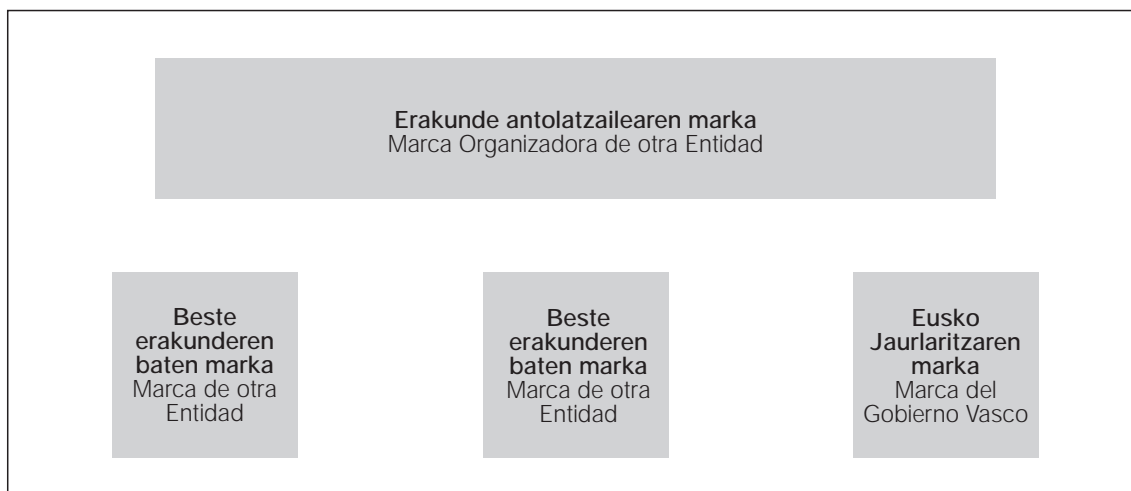 Erakunde antolatzailearen marka
Marca Organizadora de otra Entidad
Beste
erakunderen
baten marka
Marca de otra
Entidad
Beste
erakunderen
baten marka
Marca de otra
Entidad
Eusko
Jaurlaritzaren
marka
Marca del
Gobierno Vasco